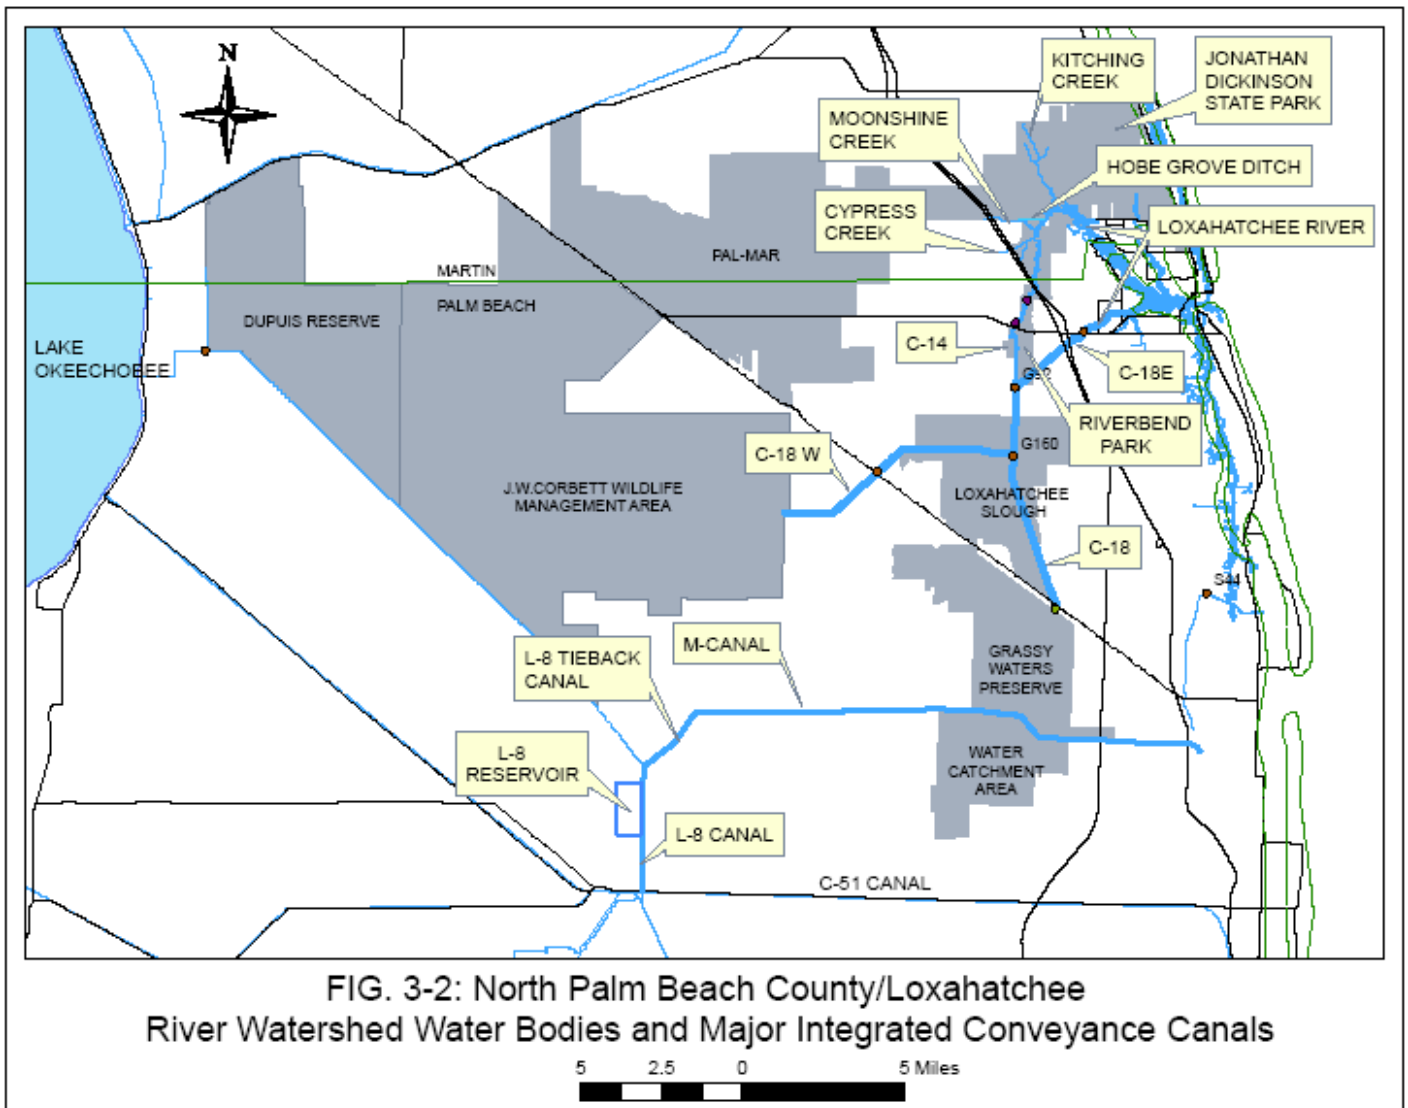 N
KITCHING
CREEK
JONATHAN
DICKINSON
STATE PARK
MOONSHINE
CREEK
HOBE GROVE DITCH
CYPRESS
CREEK
LOXAHATCHEE RIVER
PAL-MAR
MARTIN
PALM BEACH
DUPUIS RESERVE
LAKE
OKEECHOBEE
C-14
C-18E
G92
RIVERBEND
PARK
G160
C-18 W
J.W.CORBETT WILDLIFE
MANAGEMENT AREA
LOXAHATCHEE
SLOUGH
C-18
S44
M-CANAL
L-8 TIEBACK
CANAL
GRASSY
WATERS
PRESERVE
L-8
RESERVOIR
WATER
CATCHMENT
AREA
L-8 CANAL
C-51 CANAL
FIG. 3-2: North Palm Beach County/Loxahatchee
River Watershed Water Bodies and Major Integrated Conveyance Canals
5 2.5 0 5 Miles